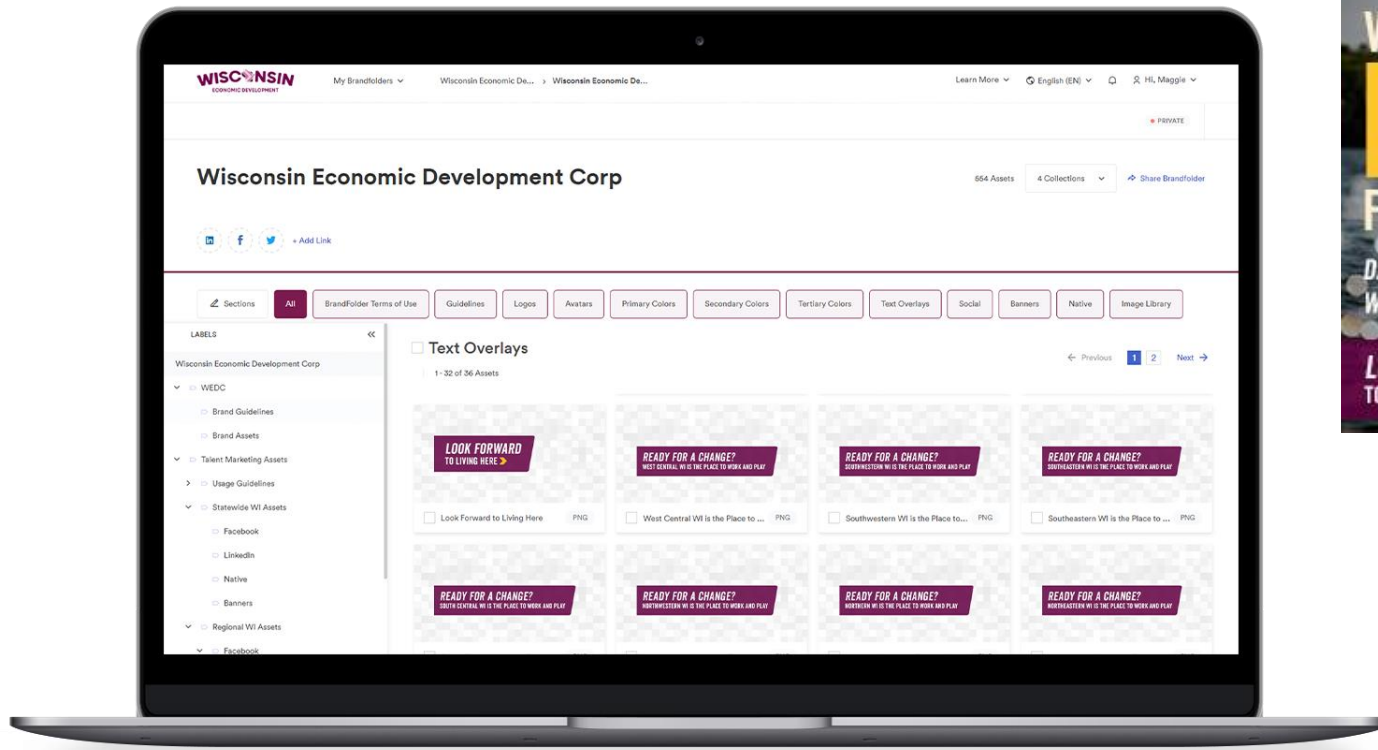 WISCONSIN
ECONOMIC DEVELOPMENT
My Brandfolders
Wisconsin Economic De... > Wisconsin Economic De...
Learn More
English (EN)
Hi, Maggie
PRIVATE
Wisconsin Economic Development Corp
554 Assets
4 Collections
Share Brandfolder
+ Add Link
Sections
All
BrandFolder Terms of Use
Guidelines
Logos
Avatars
Primary Colors
Secondary Colors
Tertiary Colors
Text Overlays
Social
Banners
Native
Image Library
LABELS
Wisconsin Economic Development Corp
WEDC
Brand Guidelines
Brand Assets
Talent Marketing Assets
Usage Guidelines
Statewide WI Assets
Facebook
LinkedIn
Native
Banners
Regional WI Assets
Facebook
Text Overlays
1 - 32 of 36 Assets
Previous
1
2
Next
LOOK FORWARD
TO LIVING HERE >
Look Forward to Living Here
PNG
READY FOR A CHANGE?
WEST CENTRAL WI IS THE PLACE TO WORK AND PLAY
West Central WI is the Place to ...
PNG
READY FOR A CHANGE?
SOUTHWESTERN WI IS THE PLACE TO WORK AND PLAY
Southwestern WI is the Place to...
PNG
READY FOR A CHANGE?
SOUTHEASTERN WI IS THE PLACE TO WORK AND PLAY
Southeastern WI is the Place to ...
PNG
READY FOR A CHANGE?
SOUTH CENTRAL WI IS THE PLACE TO WORK AND PLAY
READY FOR A CHANGE?
NORTHWESTERN WI IS THE PLACE TO WORK AND PLAY
READY FOR A CHANGE?
NORTHERN WI IS THE PLACE TO WORK AND PLAY
READY FOR A CHANGE?
NORTHEASTERN WI IS THE PLACE TO WORK AND PLAY